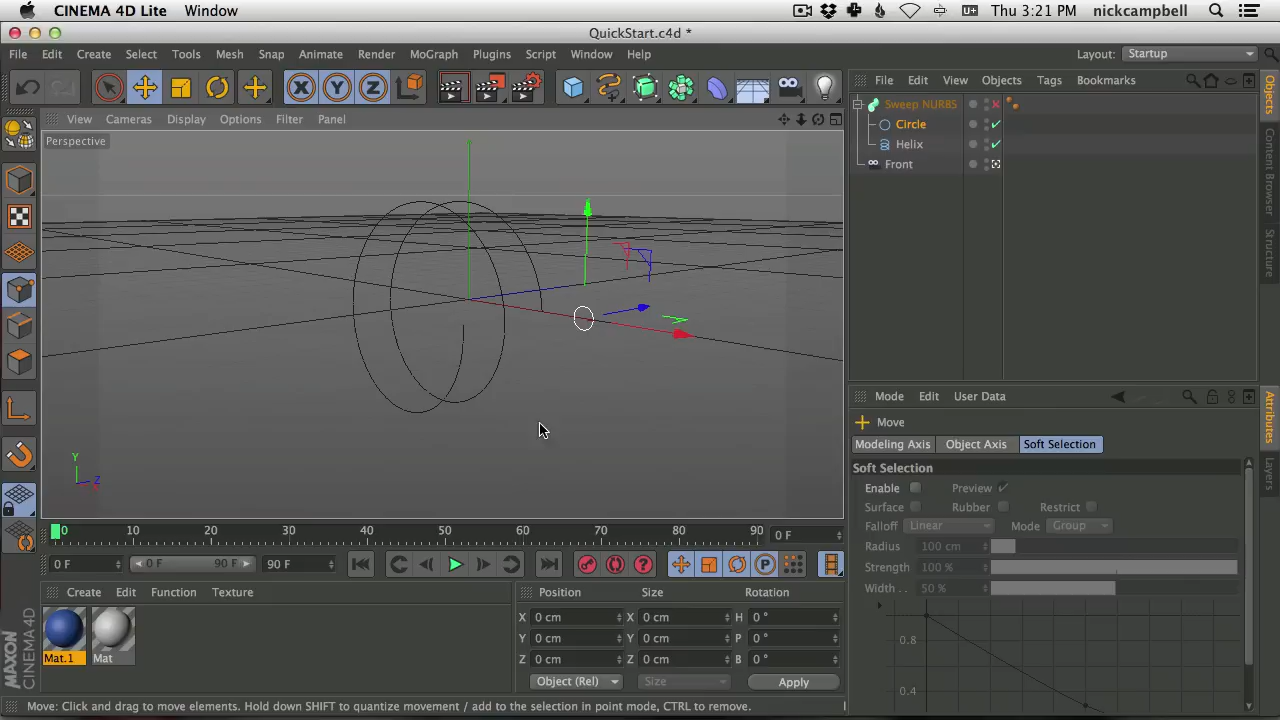 CINEMA 4D Lite Window
Thu 3:21 PM nickcampbell
QuickStart.c4d *
File Edit Create Select Tools Mesh Snap Animate Render MoGraph Plugins Script Window Help
Layout: Startup
X Y Z
File Edit View Objects Tags Bookmarks
View Cameras Display Options Filter Panel
Perspective
Sweep NURBS
Circle
Helix
Front
Objects
Content Browser
Structure
Mode Edit User Data
Move
Modeling Axis Object Axis Soft Selection
Soft Selection
Enable Preview
Surface Rubber Restrict
Falloff Linear Mode Group
Radius 100 cm
Strength 100 %
Width . . 50 %
0.8
0.4
Attributes
Layers
Y
Z
0 10 20 30 40 50 60 70 80 90 0 F
0 F 0 F 90 F 90 F
Create Edit Function Texture
Mat.1 Mat
Position Size Rotation
X 0 cm X 0 cm H 0 °
Y 0 cm Y 0 cm P 0 °
Z 0 cm Z 0 cm B 0 °
Object (Rel) Size Apply
MAXON
CINEMA 4D
Move: Click and drag to move elements. Hold down SHIFT to quantize movement / add to the selection in point mode, CTRL to remove.